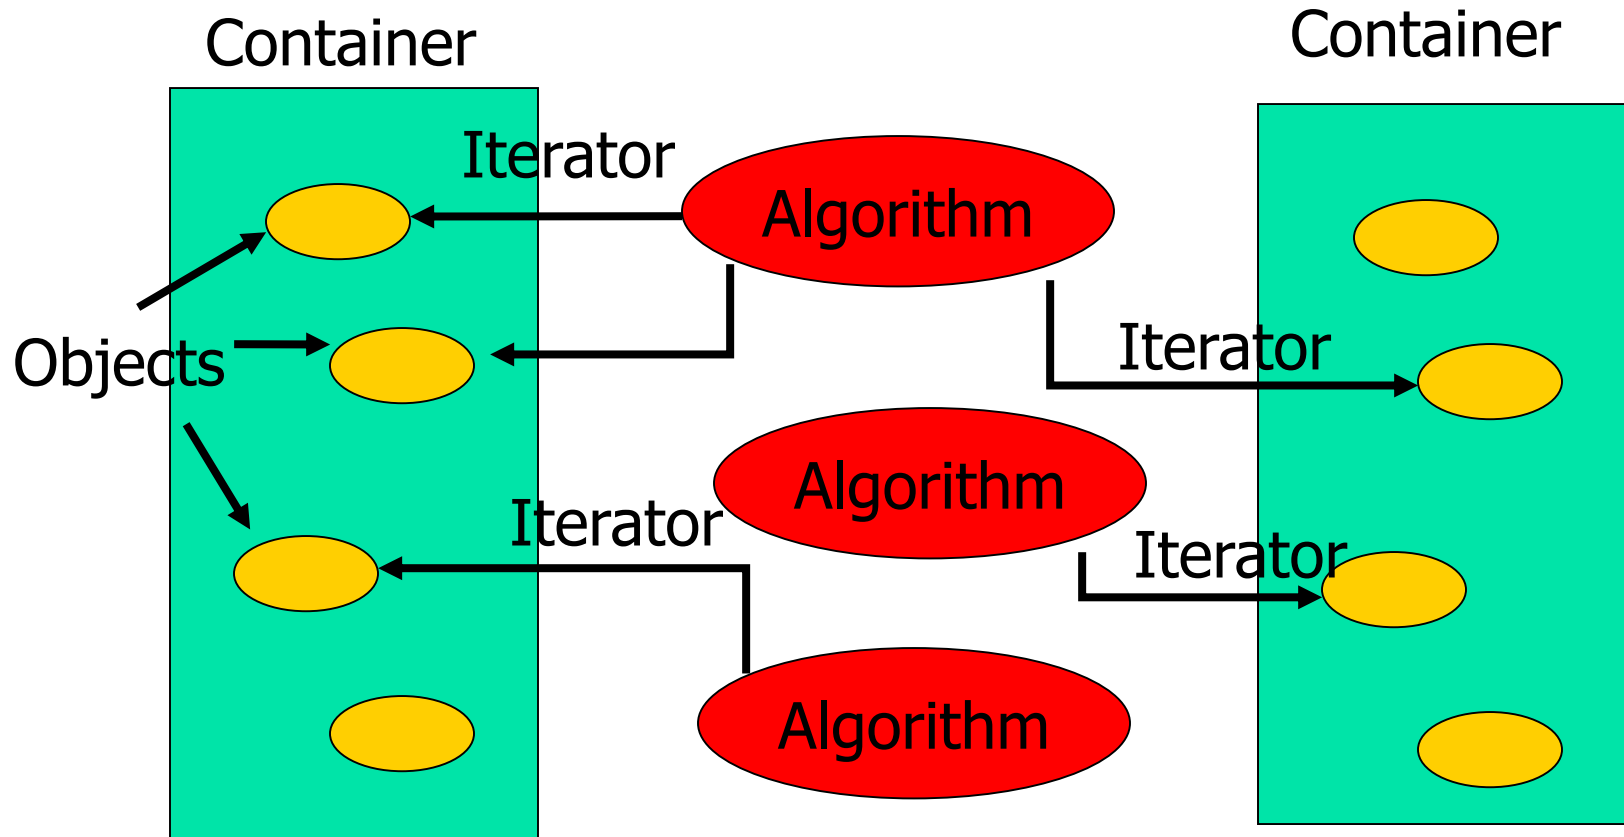 Container
Container
Iterator
Algorithm
Iterator
Objects
Algorithm
Iterator
Iterator
Algorithm